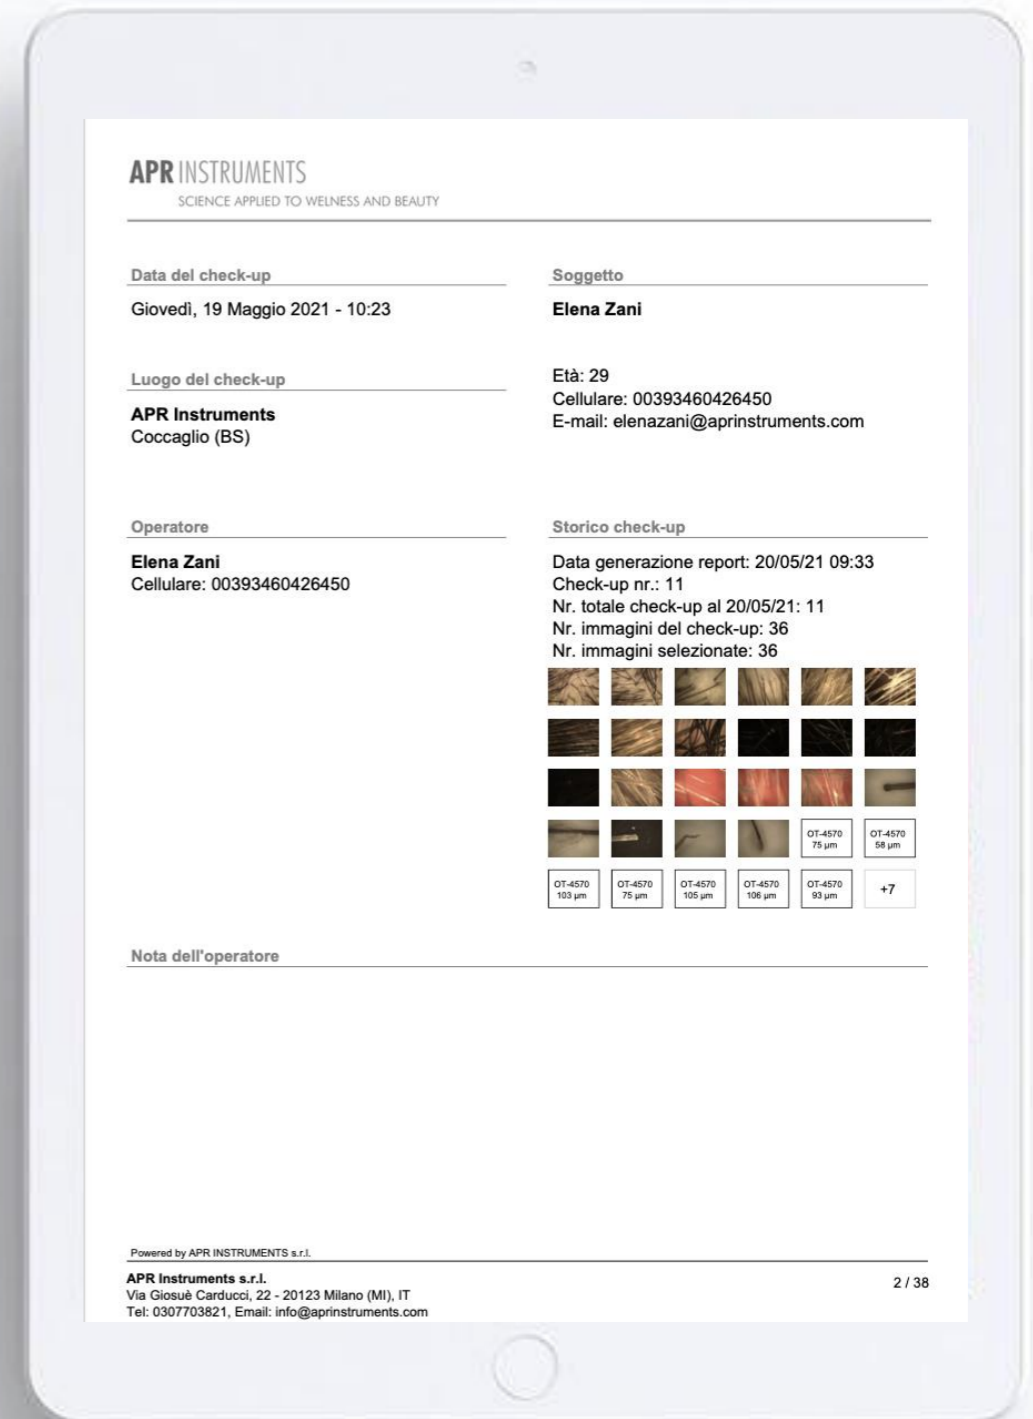 APR INSTRUMENTS
SCIENCE APPLIED TO WELNESS AND BEAUTY
Data del check-up
Giovedì, 19 Maggio 2021 - 10:23
Luogo del check-up
APR Instruments
Coccaglio (BS)
Soggetto
Elena Zani
Età: 29
Cellulare: 00393460426450
E-mail: elenazani@aprinstruments.com
Operatore
Elena Zani
Cellulare: 00393460426450
Storico check-up
Data generazione report: 20/05/21 09:33
Check-up nr.: 11
Nr. totale check-up al 20/05/21: 11
Nr. immagini del check-up: 36
Nr. immagini selezionate: 36
OT-4570
75 µm
OT-4570
58 µm
OT-4570
103 µm
OT-4570
75 µm
OT-4570
105 µm
OT-4570
106 µm
OT-4570
93 µm
+7
Nota dell'operatore
Powered by APR INSTRUMENTS s.r.l.
APR Instruments s.r.l.
Via Giosuè Carducci, 22 - 20123 Milano (MI), IT
Tel: 0307703821, Email: info@aprinstruments.com
2 / 38